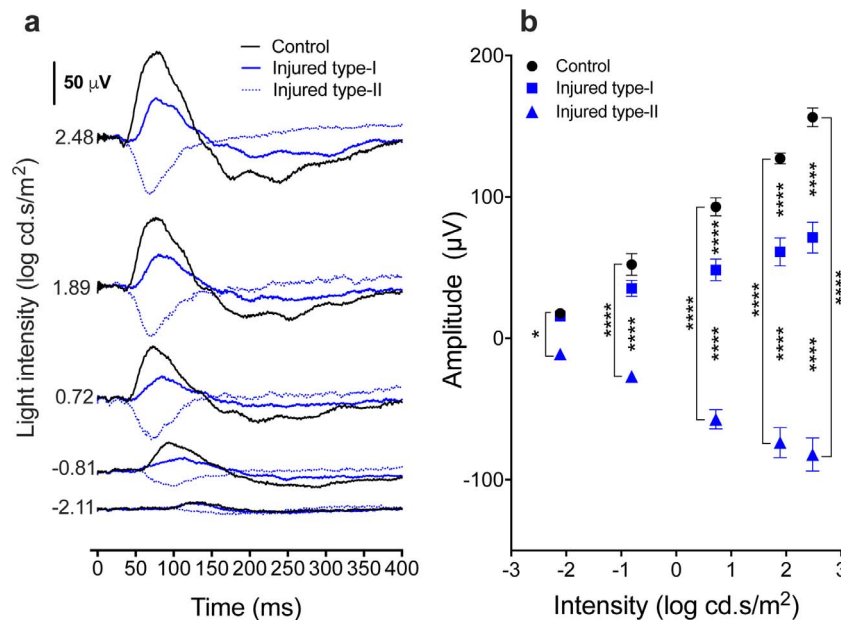 a
50 μV
Control
Injured type-I
Injured type-II
Light intensity (log cd.s/m²)
2.48
1.89
0.72
-0.81
-2.11
0 50 100 150 200 250 300 350 400
Time (ms)
b
Control
Injured type-I
Injured type-II
Amplitude (μV)
200
100
0
-100
*
****
****
****
****
****
****
****
****
****
****
****
-3 -2 -1 0 1 2 3
Intensity (log cd.s/m²)